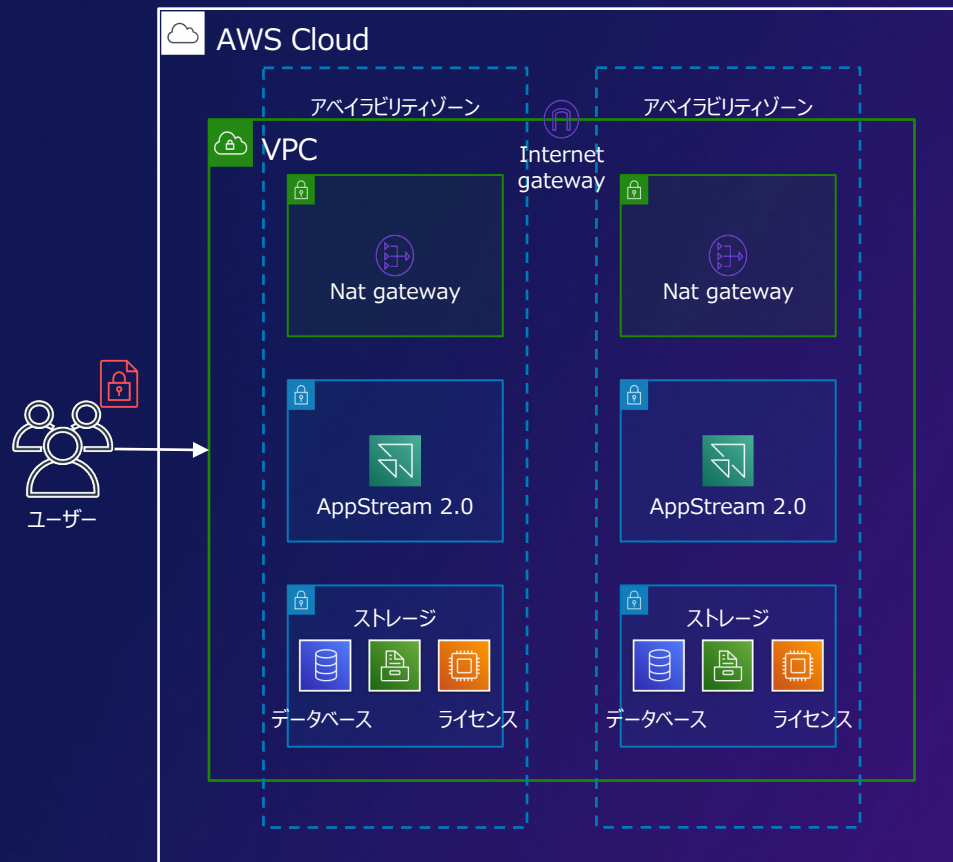 AWS Cloud
アベイラビリティゾーン
アベイラビリティゾーン
VPC
Internet
gateway
Nat gateway
Nat gateway
ユーザー
AppStream 2.0
AppStream 2.0
ストレージ
データベース
ライセンス
ストレージ
データベース
ライセンス